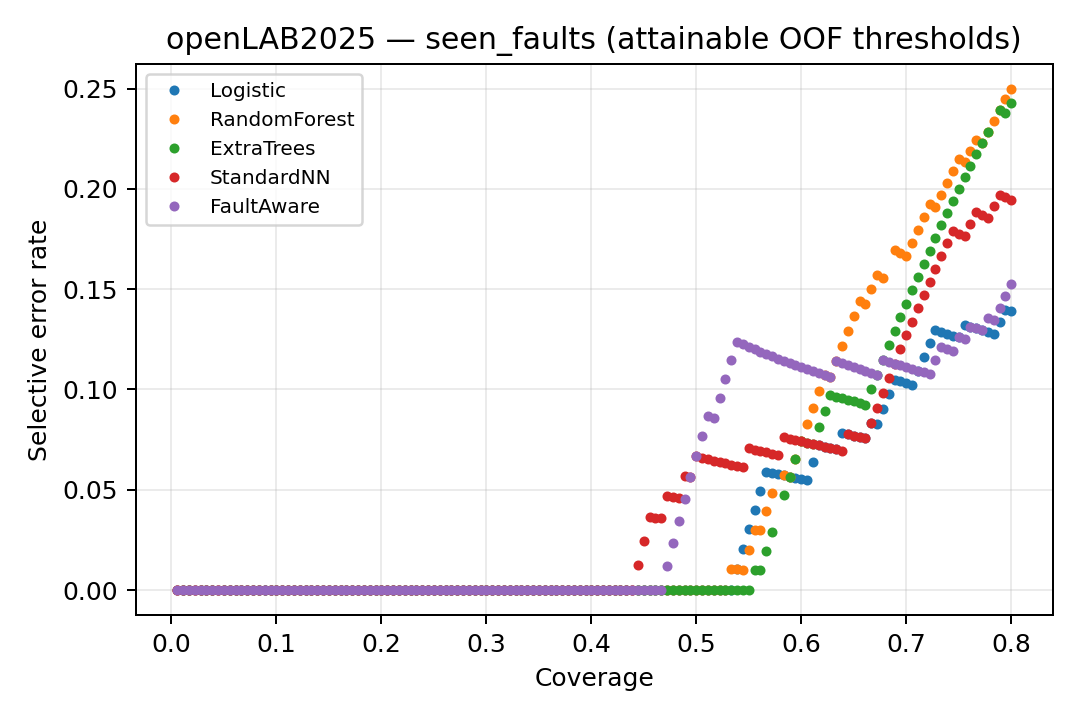 openLAB2025 — seen_faults (attainable OOF thresholds)
Logistic
RandomForest
ExtraTrees
StandardNN
FaultAware
Selective error rate
0.25
0.20
0.15
0.10
0.05
0.00
0.0 0.1 0.2 0.3 0.4 0.5 0.6 0.7 0.8
Coverage